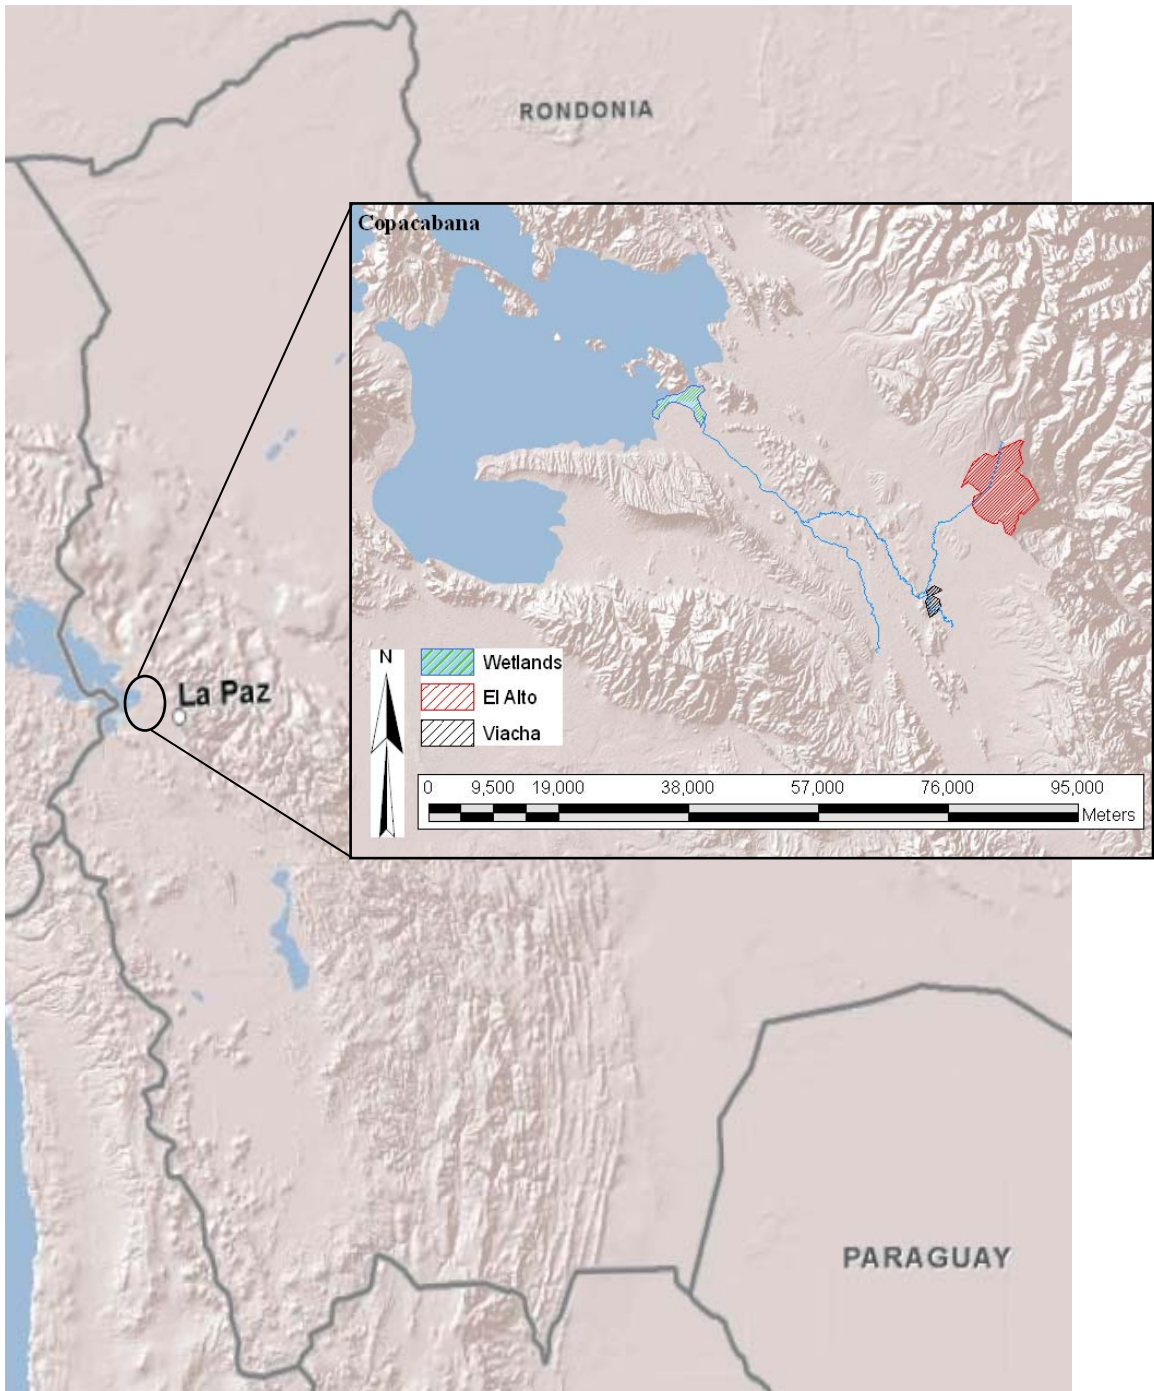 RONDONIA
Copacabana
La Paz
N
Wetlands
El Alto
Viacha
0 9,500 19,000 38,000 57,000 76,000 95,000
Meters
PARAGUAY